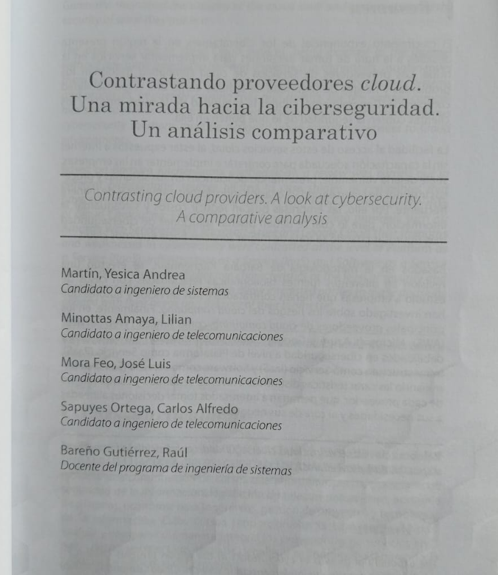 Contrastando proveedores cloud.
Una mirada hacia la ciberseguridad.
Un análisis comparativo
Contrasting cloud providers. A look at cybersecurity.
A comparative analysis
Martín, Yesica Andrea
Candidato a ingeniero de sistemas
Minottas Amaya, Lilian
Candidato a ingeniero de telecomunicaciones
Mora Feo, José Luis
Candidato a ingeniero de telecomunicaciones
Sapuyes Ortega, Carlos Alfredo
Candidato a ingeniero de telecomunicaciones
Bareño Gutiérrez, Raúl
Docente del programa de ingeniería de sistemas